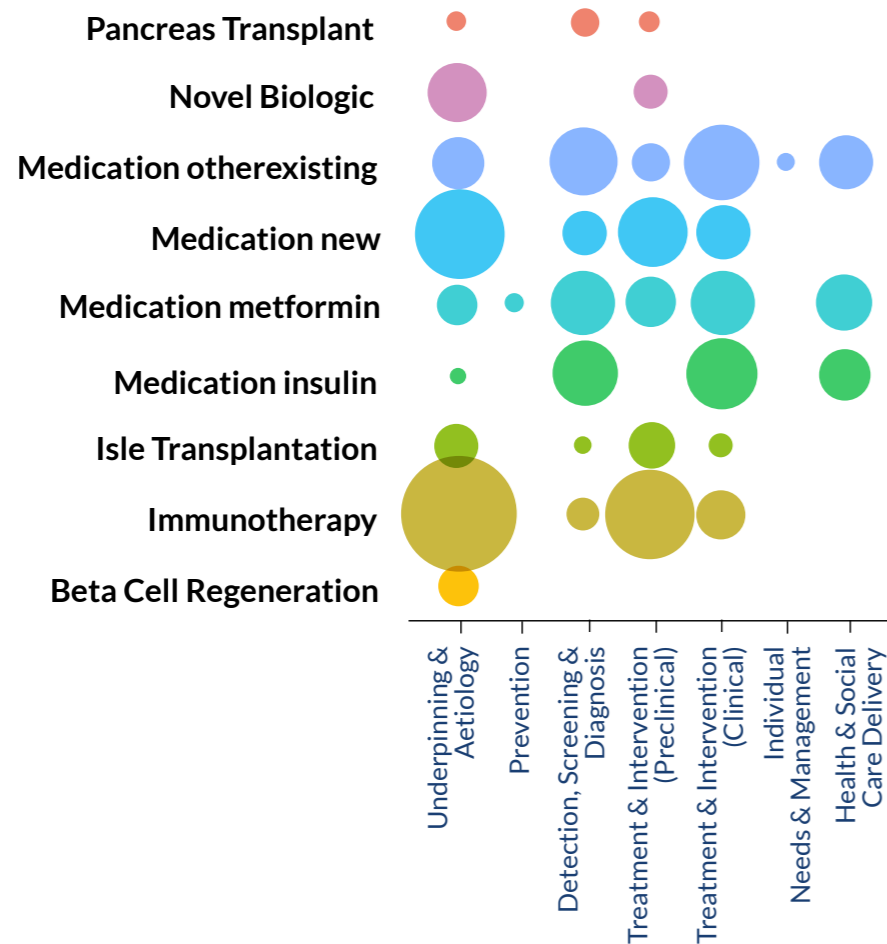 Pancreas Transplant
Novel Biologic
Medication otherexisting
Medication new
Medication metformin
Medication insulin
Isle Transplantation
Immunotherapy
Beta Cell Regeneration
Underpinning &
Aetiology
Prevention
Detection, Screening &
Diagnosis
Treatment & Intervention
(Preclinical)
Treatment & Intervention
(Clinical)
Individual
Needs & Management
Health & Social
Care Delivery